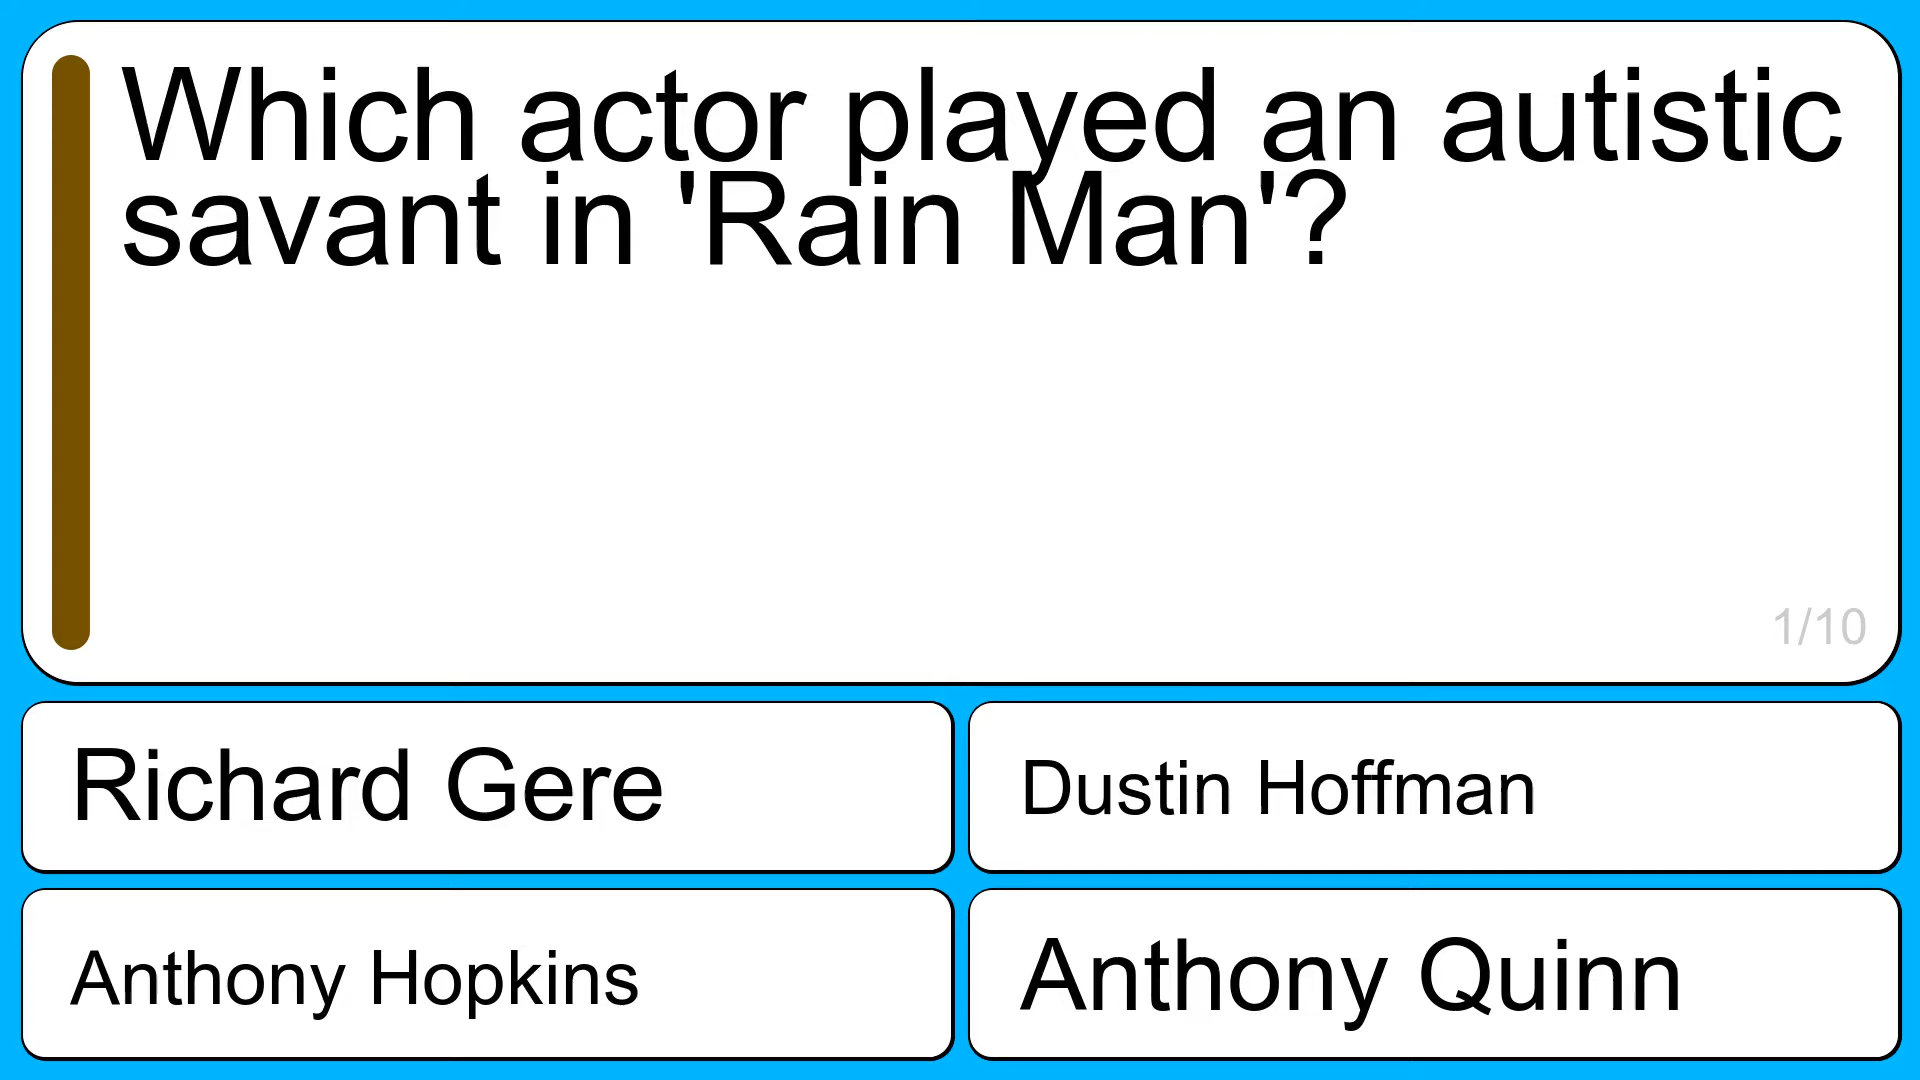 Which actor played an autistic
savant in 'Rain Man'?
1/10
Richard Gere
Dustin Hoffman
Anthony Hopkins
Anthony Quinn